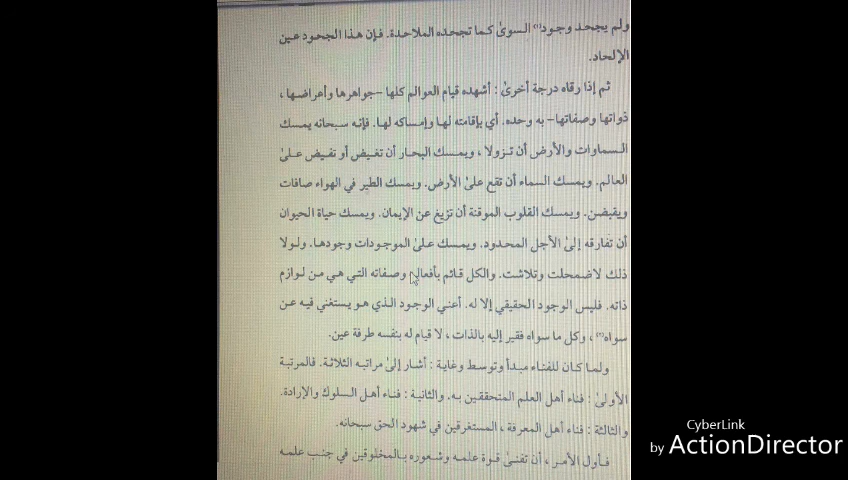 ولم يجحد وجود(١) السوىٰ كما تجحده الملاحدة. فإن هذا الجحود عين
الإلحاد.
ثم إذا رقاه درجة أخرىٰ: أشهده قيام العوالم كلها –جواهرها وأعراضها،
ذواتها وصفاتها– به وحده. أي بإقامته لها وإمساكه لها. فإنه سبحانه يمسك
السماوات والأرض أن تزولا، ويمسك البحار أن تغيض أو تفيض علىٰ
العالم. ويمسك السماء أن تقع علىٰ الأرض. ويمسك الطير في الهواء صافات
ويقبضن. ويمسك القلوب الموقنة أن تزيغ عن الإيمان. ويمسك حياة الحيوان
أن تفارقه إلىٰ الأجل المحدود. ويمسك علىٰ الموجودات وجودها. ولولا
ذلك لاضمحلت وتلاشت. والكل قائم بأفعاله وصفاته التي هي من لوازم
ذاته. فليس الوجود الحقيقي إلا له. أعني الوجود الذي هو يستغني فيه عن
سواه(٢)، وكل ما سواه فقير إليه بالذات، لا قيام له بنفسه طرفة عين.
ولما كان للفناء مبدأ وتوسط وغاية: أشار إلىٰ مراتبه الثلاثة. فالمرتبة
الأولىٰ: فناء أهل العلم المتحققين به. والثانية: فناء أهل السلوك والإرادة.
والثالثة: فناء أهل المعرفة، المستغرقين في شهود الحق سبحانه.
فأول الأمر، أن تفنىٰ قوة علمه وشعوره بالمخلوقين في جنب علمه
CyberLink
by ActionDirector